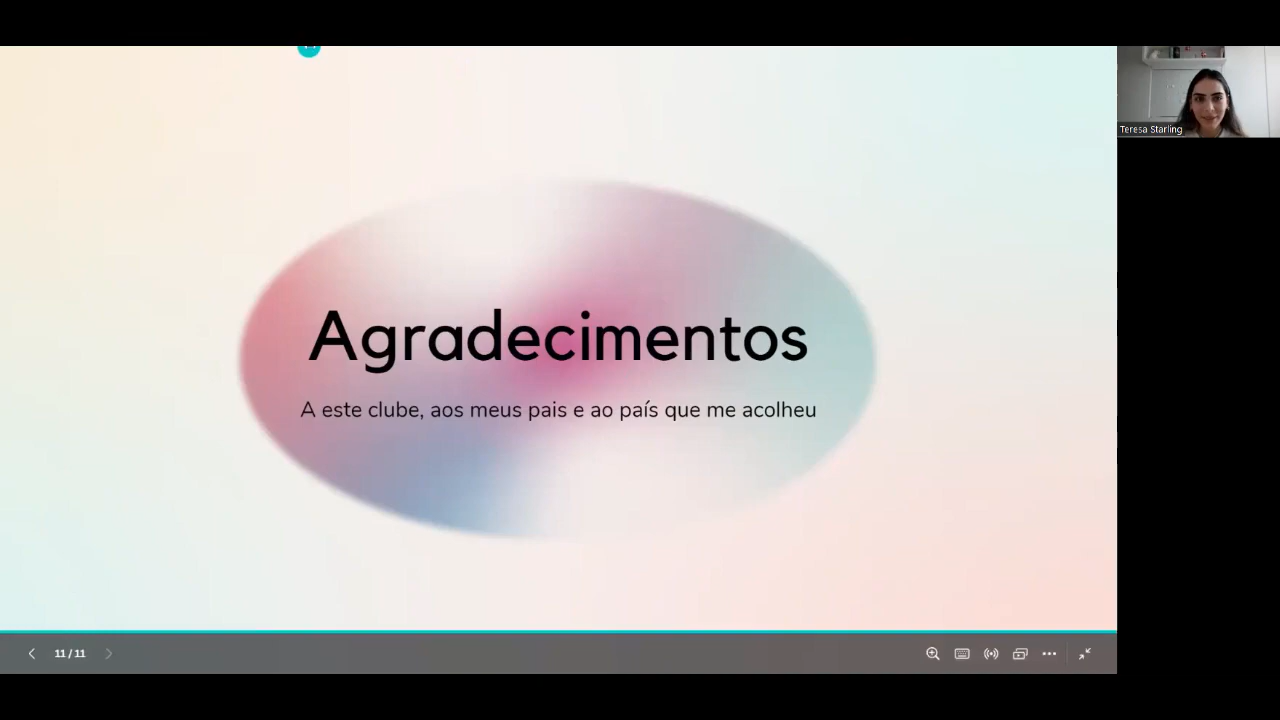 Teresa Starling
Agradecimentos
A este clube, aos meus pais e ao país que me acolheu
11 / 11